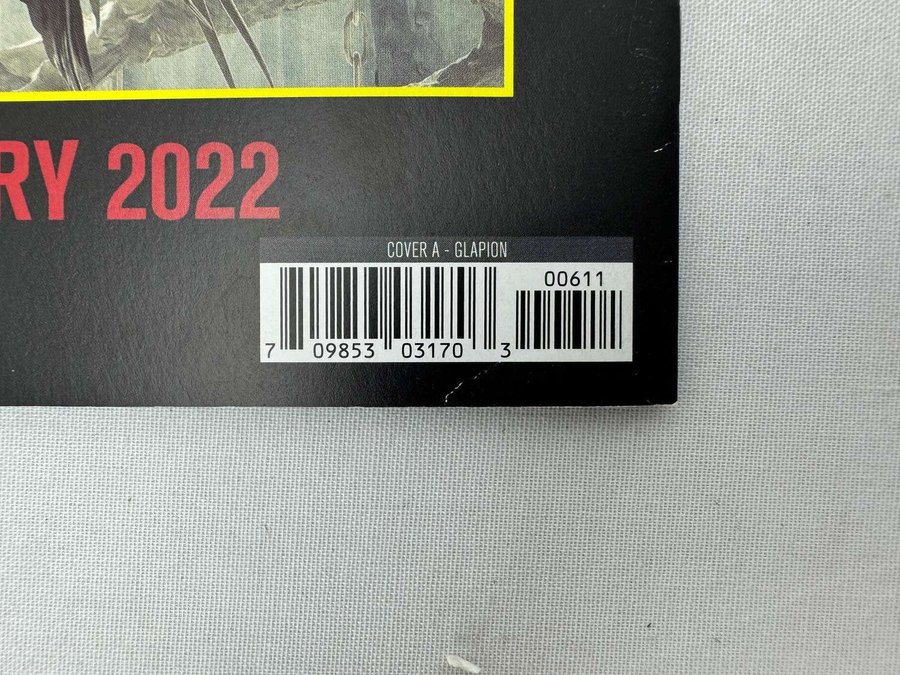 RY 2022
COVER A - GLAPION
00611
7 09853 03170 3